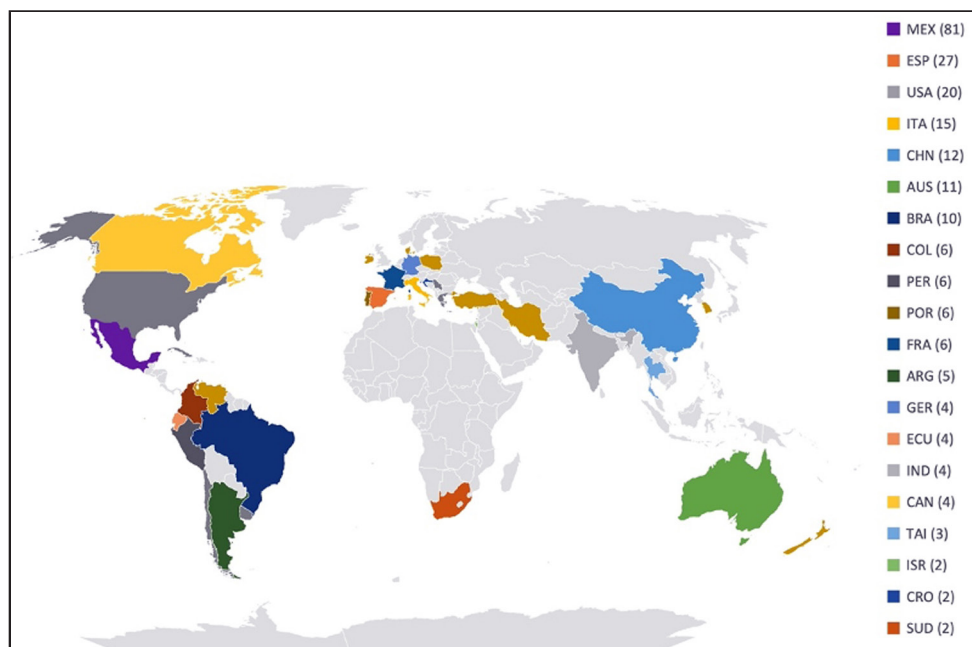 MEX (81)
ESP (27)
USA (20)
ITA (15)
CHN (12)
AUS (11)
BRA (10)
COL (6)
PER (6)
POR (6)
FRA (6)
ARG (5)
GER (4)
ECU (4)
IND (4)
CAN (4)
TAI (3)
ISR (2)
CRO (2)
SUD (2)